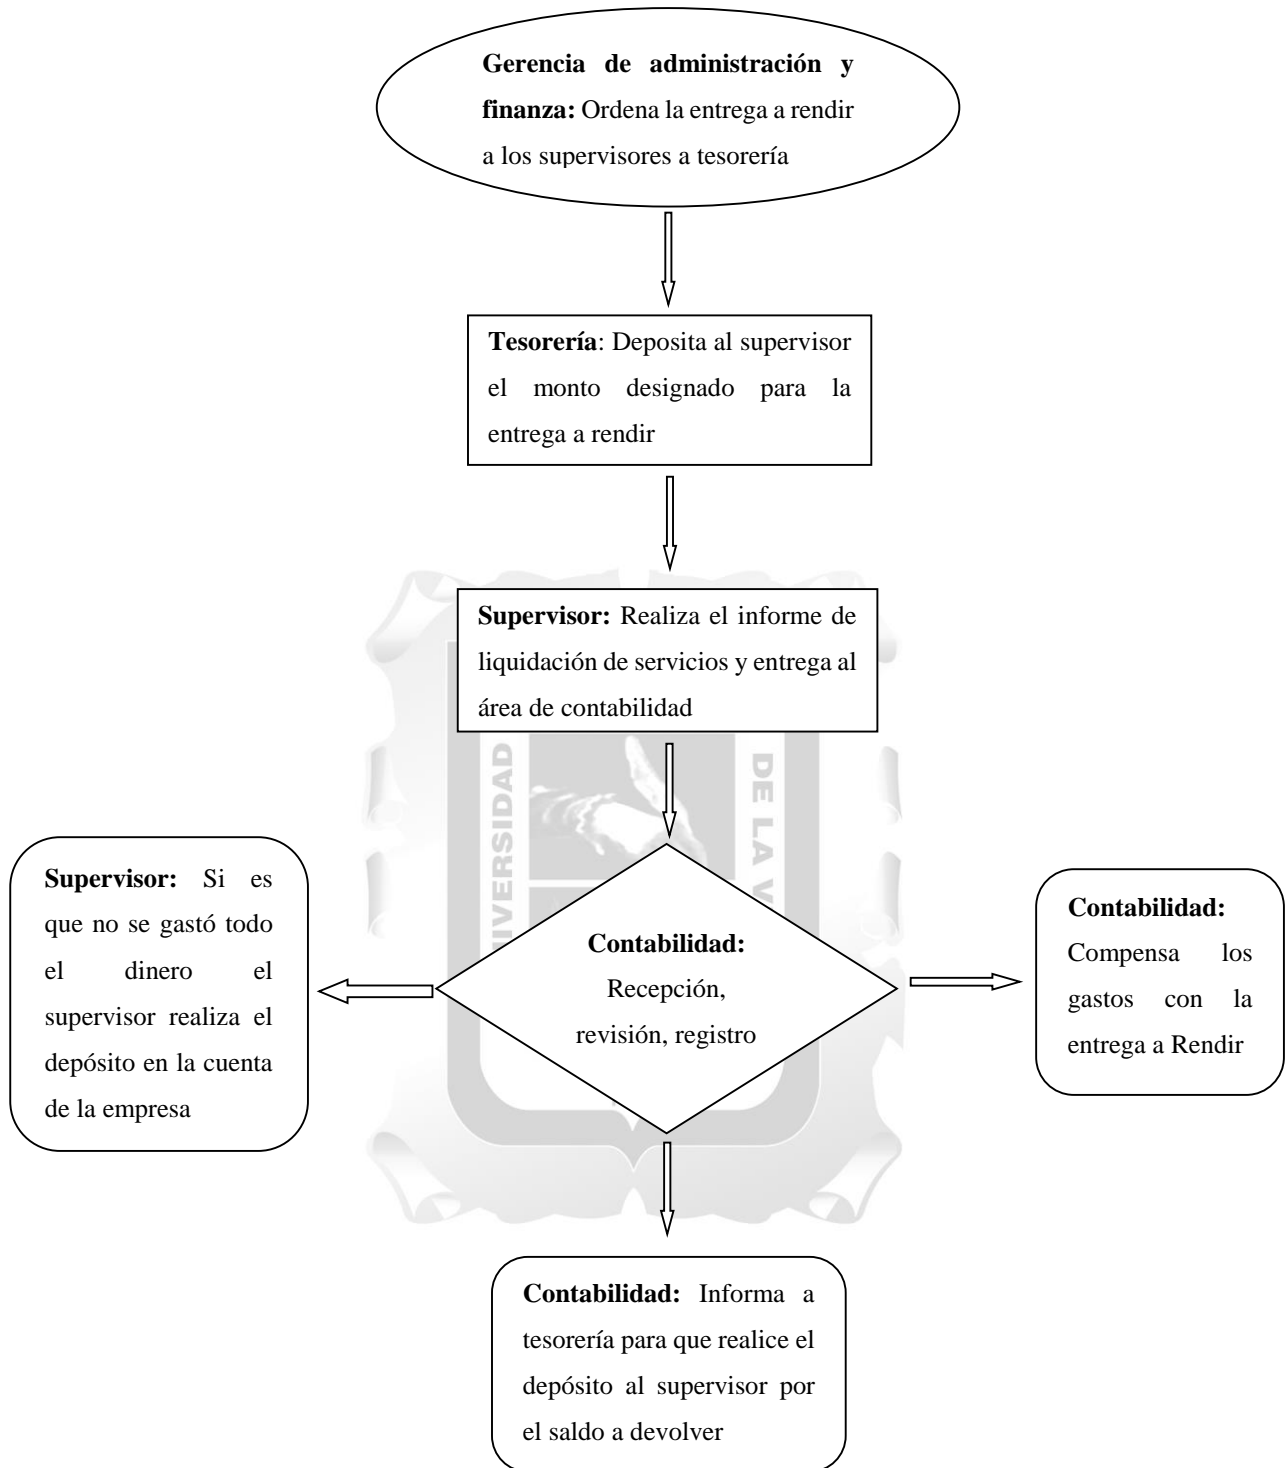 Gerencia de administración y
finanza: Ordena la entrega a rendir
a los supervisores a tesorería
Tesorería: Deposita al supervisor
el monto designado para la
entrega a rendir
Supervisor: Realiza el informe de
liquidación de servicios y entrega al
área de contabilidad
UNIVERSIDAD
DE LA V
Supervisor: Si es
que no se gastó todo
el dinero el
supervisor realiza el
depósito en la cuenta
de la empresa
Contabilidad:
Recepción,
revisión, registro
Contabilidad:
Compensa los
gastos con la
entrega a Rendir
Contabilidad: Informa a
tesorería para que realice el
depósito al supervisor por
el saldo a devolver